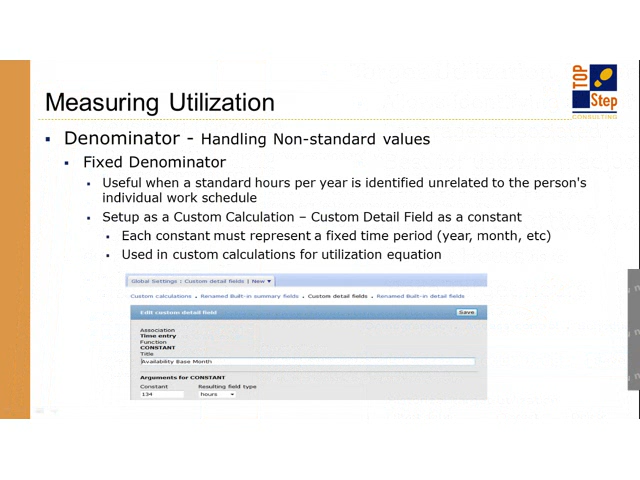 TOP
Step
CONSULTING
Measuring Utilization
Denominator - Handling Non-standard values
Fixed Denominator
Useful when a standard hours per year is identified unrelated to the person's
individual work schedule
Setup as a Custom Calculation – Custom Detail Field as a constant
Each constant must represent a fixed time period (year, month, etc)
Used in custom calculations for utilization equation
Global Settings : Custom detail fields | New ▼
Custom calculations . Renamed Built-in summary fields . Custom detail fields . Renamed Built-in detail fields
Edit custom detail field Save
Association
Time entry
Function
CONSTANT
Title
Availability Base Month
Arguments for CONSTANT
Constant Resulting field type
134 hours